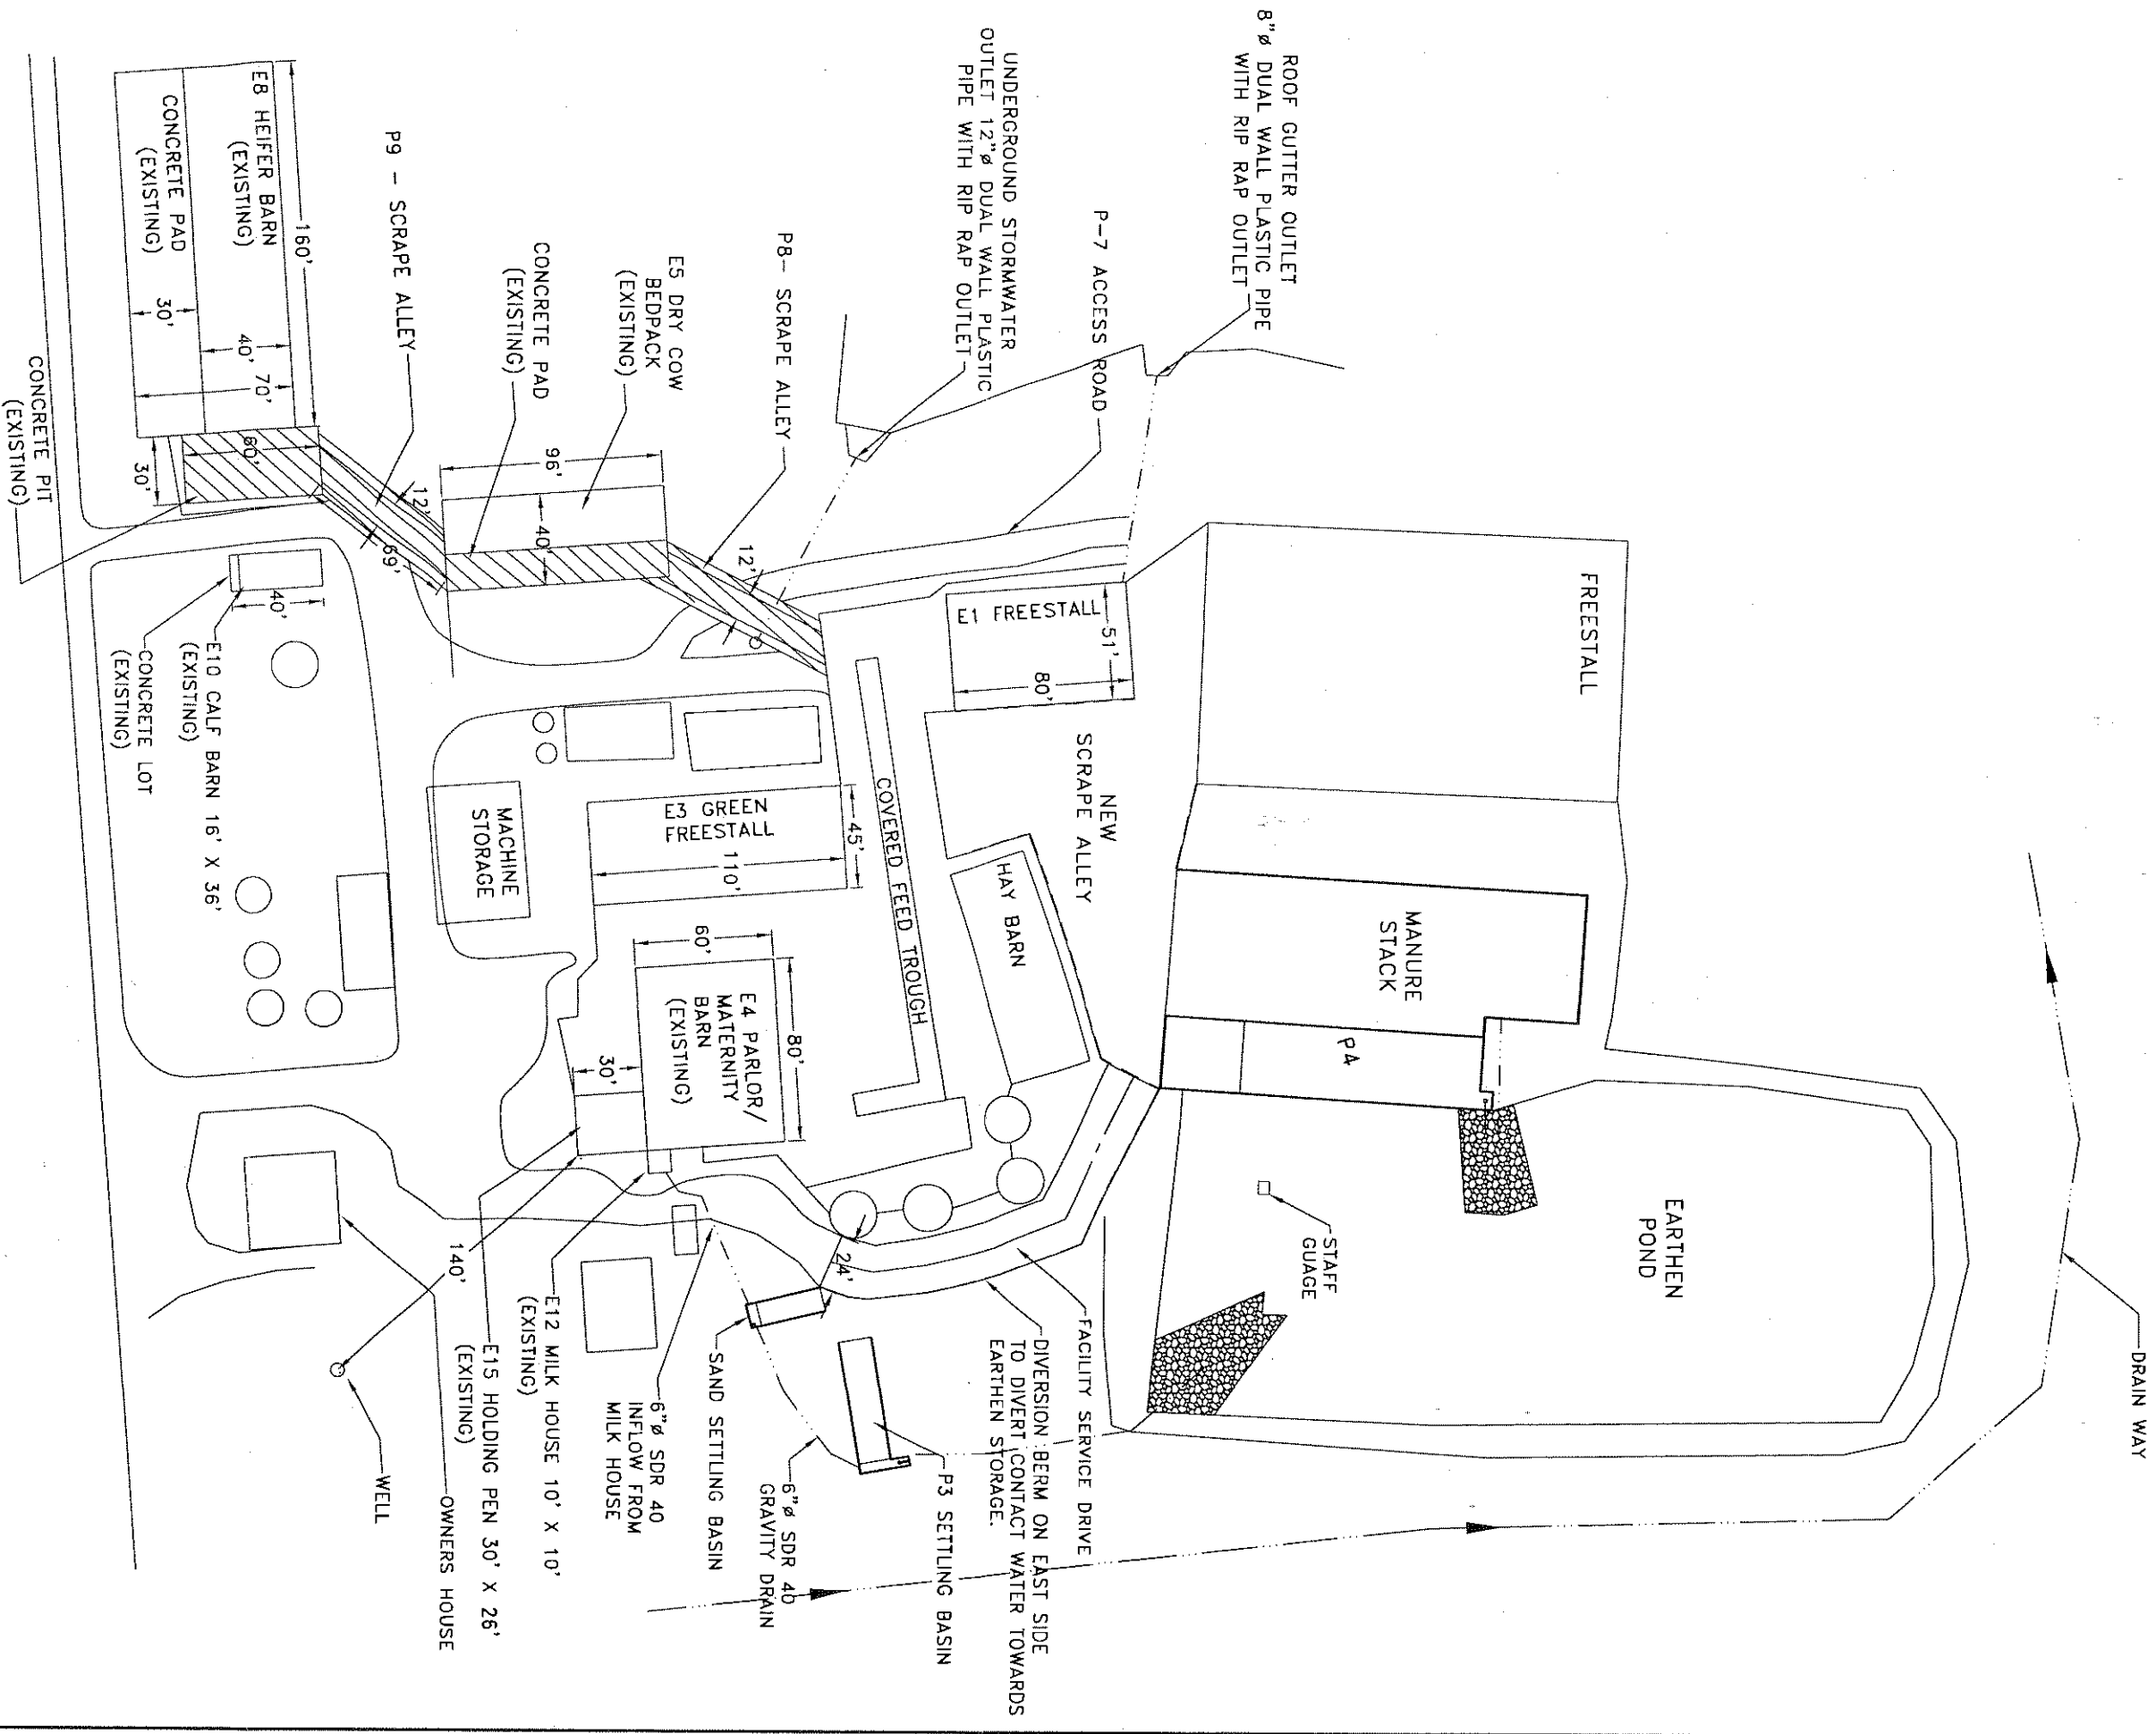 DRAIN WAY
ROOF GUTTER OUTLET
8"ø DUAL WALL PLASTIC PIPE
WITH RIP RAP OUTLET
UNDERGROUND STORMWATER
OUTLET 12"ø DUAL WALL PLASTIC
PIPE WITH RIP RAP OUTLET
P-7 ACCESS ROAD
P8- SCRAPE ALLEY
E5 DRY COW
BEDPACK
(EXISTING)
CONCRETE PAD
(EXISTING)
P9 - SCRAPE ALLEY
160'
E8 HEIFER BARN
(EXISTING)
CONCRETE PAD
(EXISTING)
30'
40'
70'
60'
30'
CONCRETE PIT
(EXISTING)
12'
69'
96'
40'
12'
FREESTALL
E1 FREESTALL
51'
80'
NEW
SCRAPE ALLEY
MANURE
STACK
P4
EARTHEN
POND
STAFF
GUAGE
HAY BARN
COVERED FEED TROUGH
E3 GREEN
FREESTALL
45'
110'
MACHINE
STORAGE
60'
80'
E4 PARLOR/
MATERNITY
BARN
(EXISTING)
30'
40'
E10 CALF BARN 16' X 36'
(EXISTING)
CONCRETE LOT
(EXISTING)
24'
FACILITY SERVICE DRIVE
DIVERSION BERM ON EAST SIDE
TO DIVERT CONTACT WATER TOWARDS
EARTHEN STORAGE.
P3 SETTLING BASIN
6"ø SDR 40
GRAVITY DRAIN
SAND SETTLING BASIN
6"ø SDR 40
INFLOW FROM
MILK HOUSE
E12 MILK HOUSE 10' X 10'
(EXISTING)
E15 HOLDING PEN 30' X 26'
(EXISTING)
140'
OWNERS HOUSE
WELL